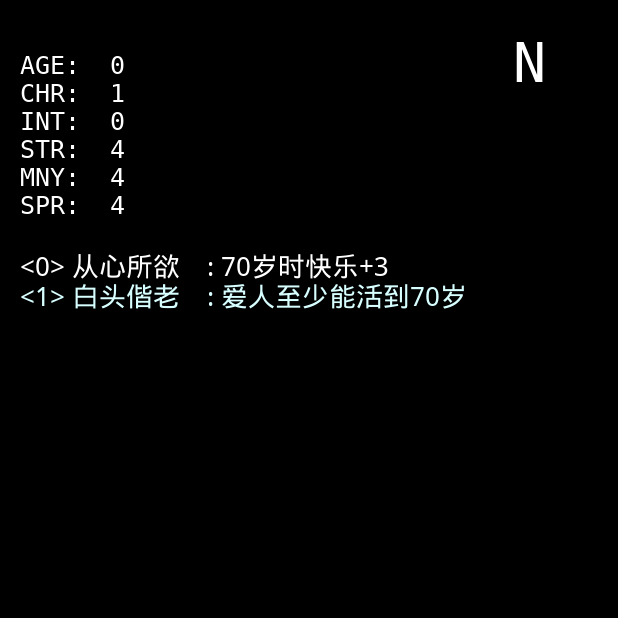 N
AGE: 0
CHR: 1
INT: 0
STR: 4
MNY: 4
SPR: 4
<0> 从心所欲 : 70岁时快乐+3
<1> 白头偕老 : 爱人至少能活到70岁